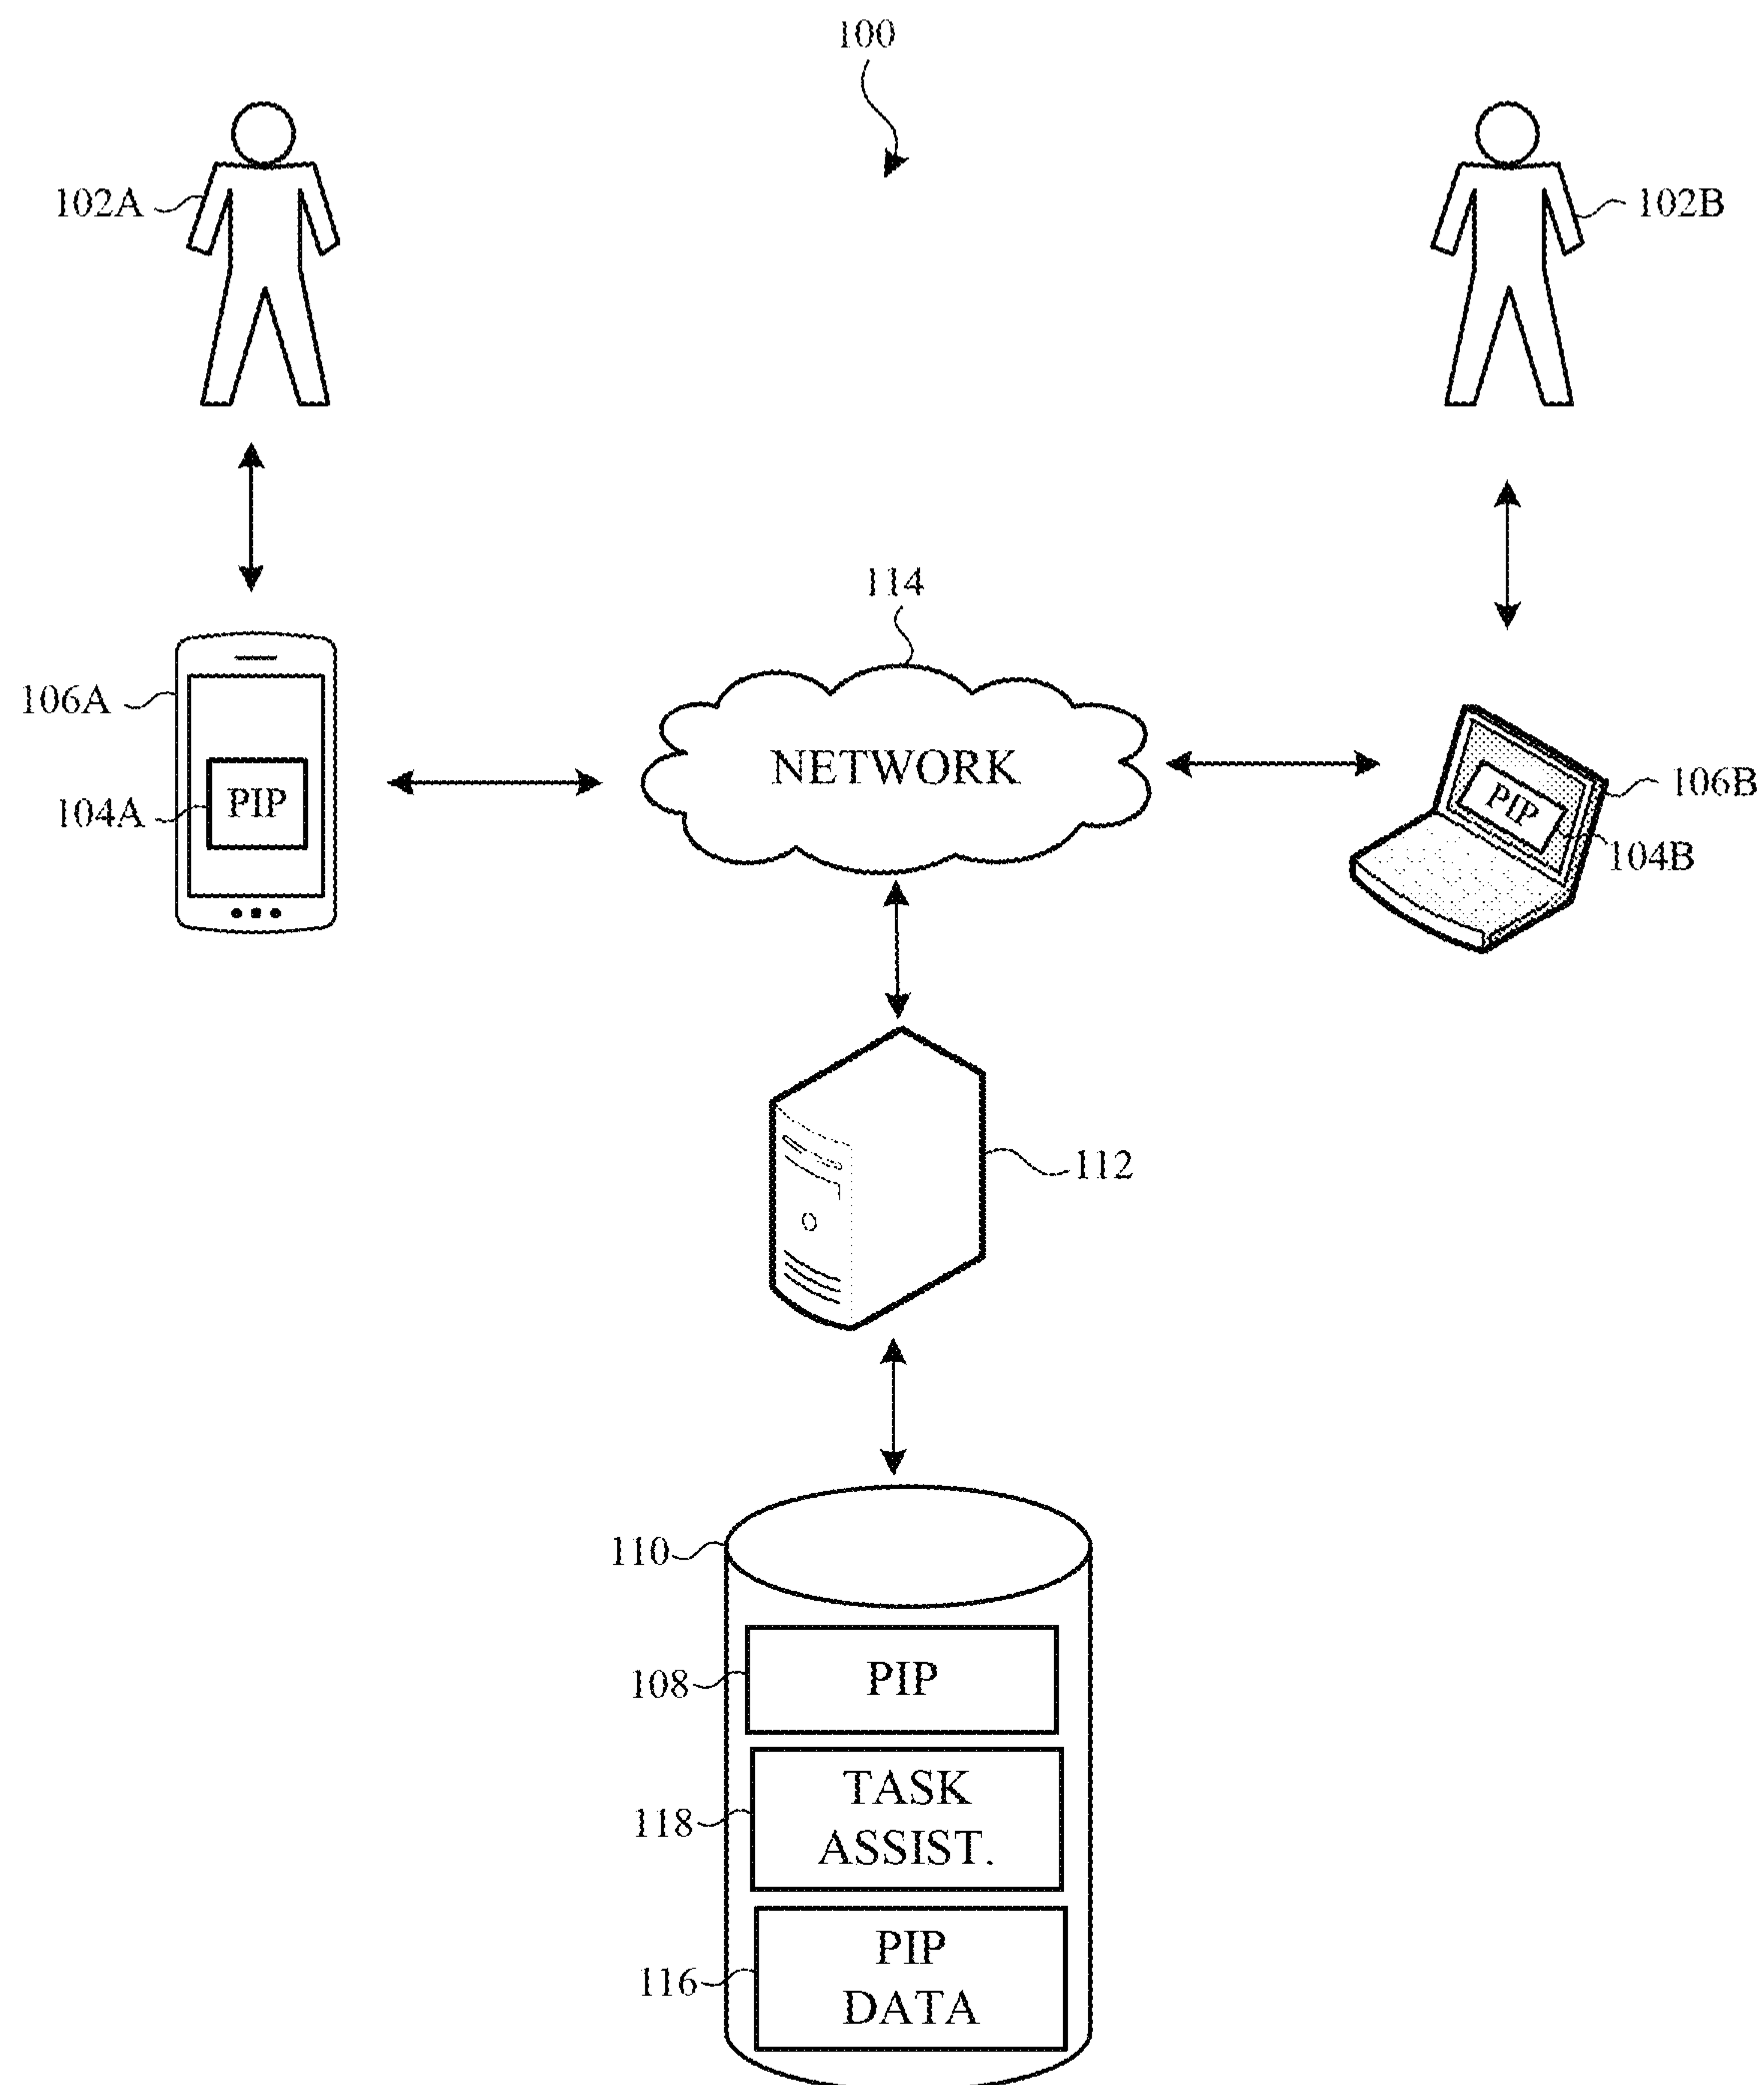 100
102A
102B
114
106A
NETWORK
PIP
106B
104A
PIP
104B
112
110
108
PIP
TASK
118
ASSIST.
PIP
116
DATA